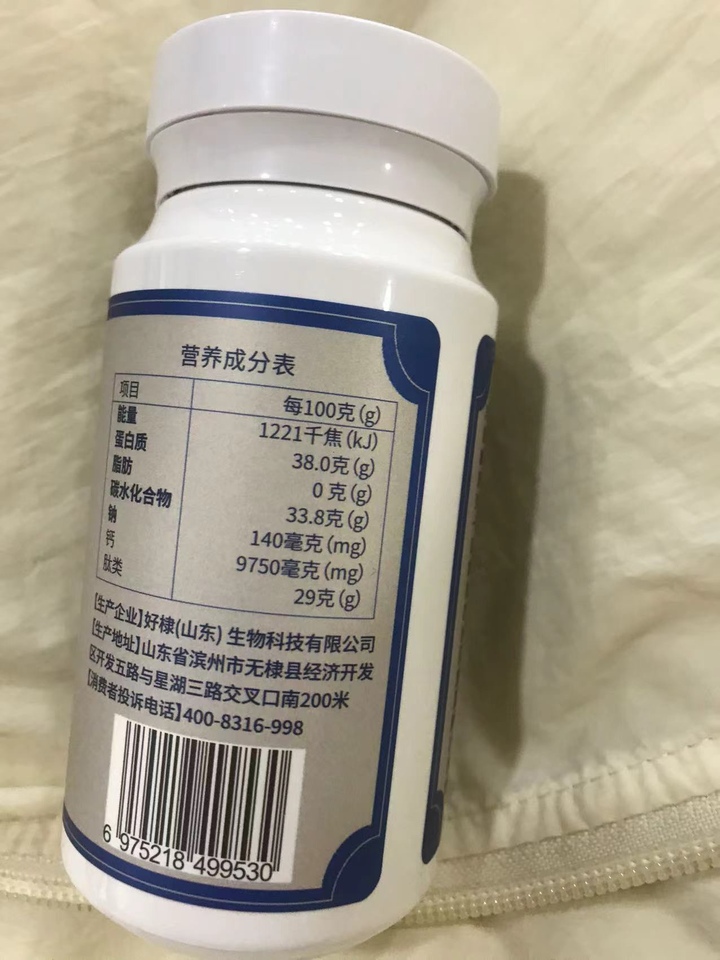 营养成分表
项目 每100克(g)
能量 1221千焦(kJ)
蛋白质 38.0克(g)
脂肪 0克(g)
碳水化合物 33.8克(g)
钠 140毫克(mg)
钙 9750毫克(mg)
肽类 29克(g)
【生产企业】好棣(山东)生物科技有限公司
【生产地址】山东省滨州市无棣县经济开发
区开发五路与星湖三路交叉口南200米
【消费者投诉电话】400-8316-998
6 975218 499530